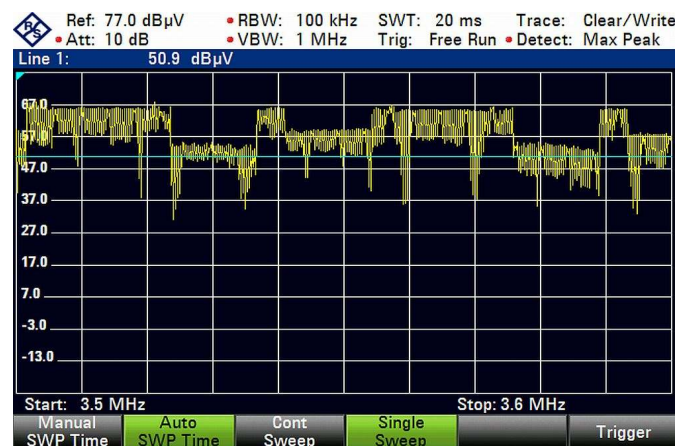 Ref: 77.0 dBµV RBW: 100 kHz SWT: 20 ms Trace: Clear/Write
Att: 10 dB VBW: 1 MHz Trig: Free Run Detect: Max Peak
Line 1: 50.9 dBµV
67.0
57.0
47.0
37.0
27.0
17.0
7.0
-3.0
-13.0
Start: 3.5 MHz Stop: 3.6 MHz
Manual SWP Time Auto SWP Time Cont Sweep Single Sweep Trigger